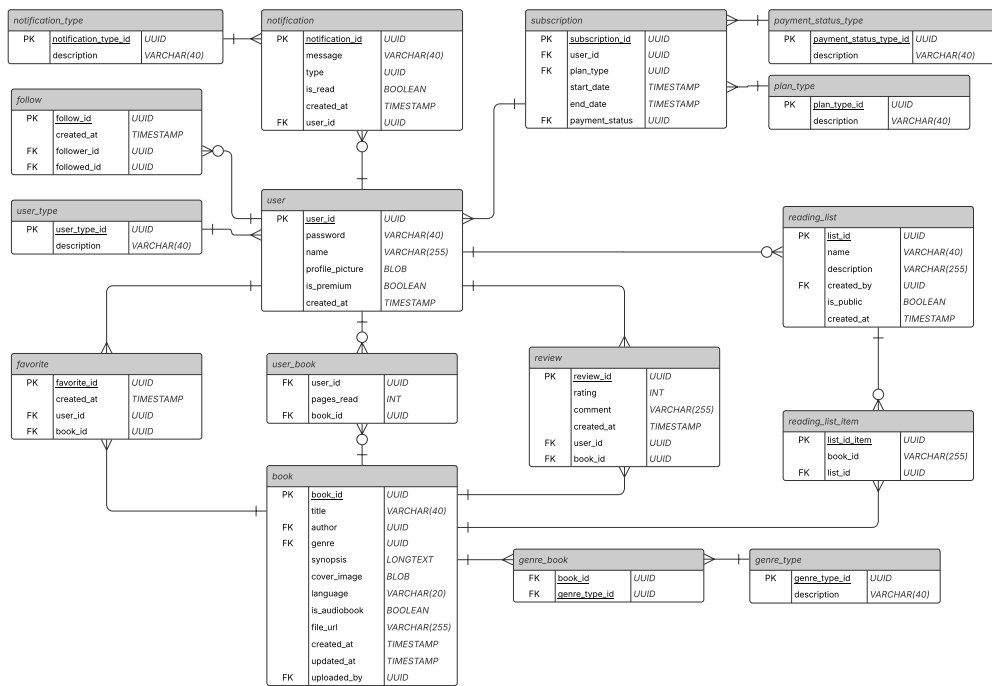 notification_type
PK notification_type_id UUID
description VARCHAR(40)
notification
PK notification_id UUID
message VARCHAR(40)
type UUID
is_read BOOLEAN
created_at TIMESTAMP
FK user_id UUID
subscription
PK subscription_id UUID
FK user_id UUID
FK plan_type UUID
start_date TIMESTAMP
end_date TIMESTAMP
FK payment_status UUID
payment_status_type
PK payment_status_type_id UUID
description VARCHAR(40)
plan_type
PK plan_type_id UUID
description VARCHAR(40)
follow
PK follow_id UUID
created_at TIMESTAMP
FK follower_id UUID
FK followed_id UUID
user_type
PK user_type_id UUID
description VARCHAR(40)
user
PK user_id UUID
password VARCHAR(40)
name VARCHAR(255)
profile_picture BLOB
is_premium BOOLEAN
created_at TIMESTAMP
reading_list
PK list_id UUID
name VARCHAR(40)
description VARCHAR(255)
FK created_by UUID
is_public BOOLEAN
created_at TIMESTAMP
favorite
PK favorite_id UUID
created_at TIMESTAMP
FK user_id UUID
FK book_id UUID
user_book
FK user_id UUID
pages_read INT
FK book_id UUID
review
PK review_id UUID
rating INT
comment VARCHAR(255)
created_at TIMESTAMP
FK user_id UUID
FK book_id UUID
reading_list_item
PK list_id_item UUID
book_id VARCHAR(255)
FK list_id UUID
book
PK book_id UUID
title VARCHAR(40)
FK author UUID
FK genre UUID
synopsis LONGTEXT
cover_image BLOB
language VARCHAR(20)
is_audiobook BOOLEAN
file_url VARCHAR(255)
created_at TIMESTAMP
updated_at TIMESTAMP
FK uploaded_by UUID
genre_book
FK book_id UUID
FK genre_type_id UUID
genre_type
PK genre_type_id UUID
description VARCHAR(40)